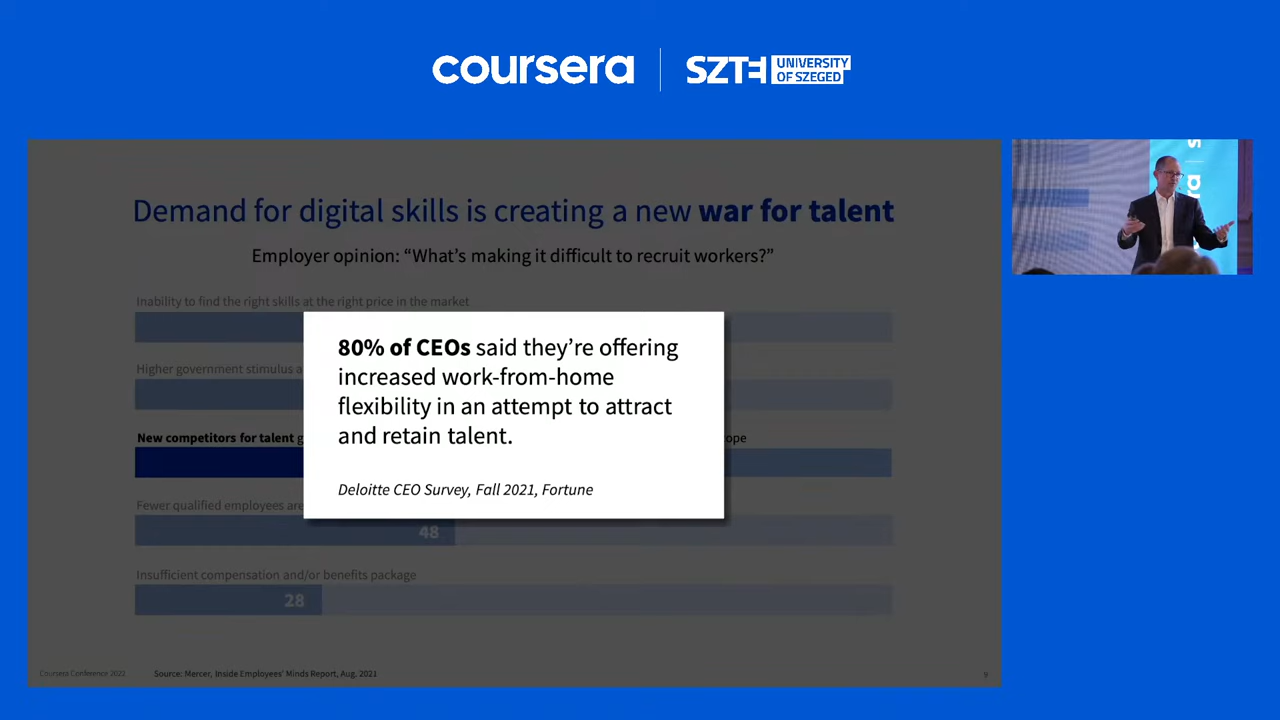 coursera
SZTE UNIVERSITY
OF SZEGED
Demand for digital skills is creating a new war for talent
Employer opinion: “What’s making it difficult to recruit workers?”
Inability to find the right skills at the right price in the market
80% of CEOs said they’re offering
increased work-from-home
flexibility in an attempt to attract
and retain talent.
Deloitte CEO Survey, Fall 2021, Fortune
Higher government stimulus
New competitors for talent
Fewer qualified employees are
48
Insufficient compensation and/or benefits package
28
Coursera Conference 2022
Source: Mercer, Inside Employees’ Minds Report, Aug, 2021
9